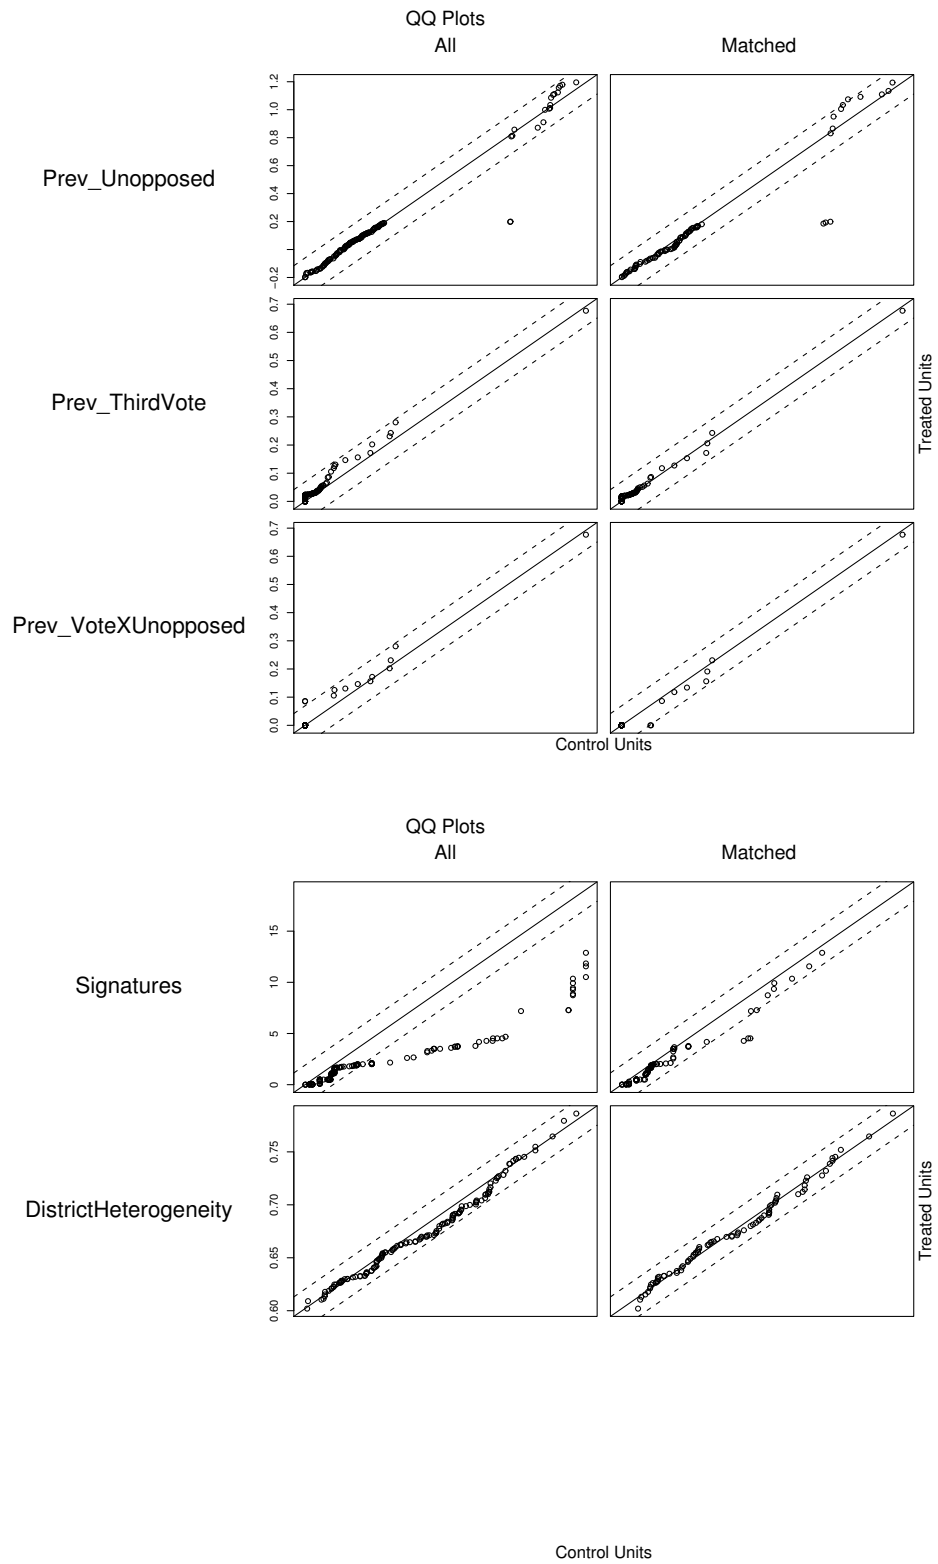 QQ Plots
All Matched
Prev_Unopposed
−0.2 0.2 0.4 0.6 0.8 1.0 1.2
Prev_ThirdVote
0.0 0.1 0.2 0.3 0.4 0.5 0.6 0.7
Treated Units
Prev_VoteXUnopposed
0.0 0.1 0.2 0.3 0.4 0.5 0.6 0.7
Control Units
QQ Plots
All Matched
Signatures
0 5 10 15
DistrictHeterogeneity
0.60 0.65 0.70 0.75
Treated Units
Control Units